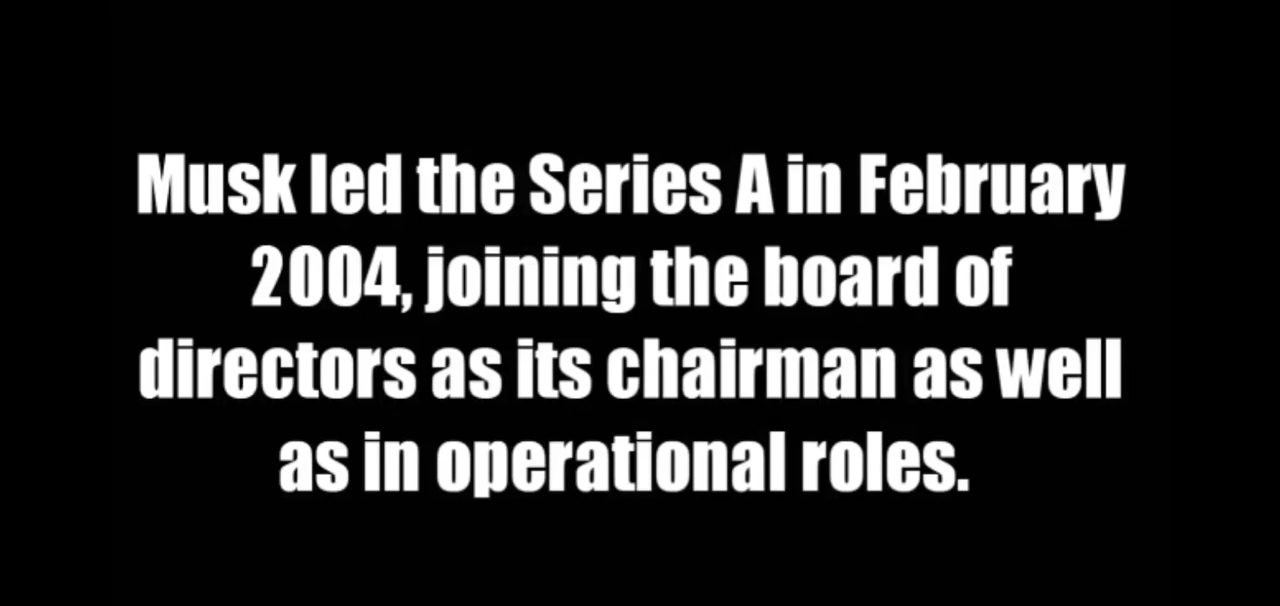 Musk led the Series A in February
2004, joining the board of
directors as its chairman as well
as in operational roles.